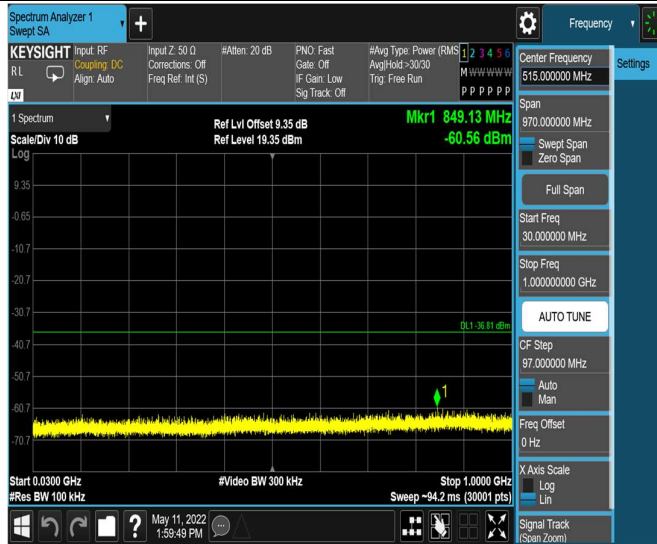 Spectrum Analyzer 1
Swept SA
+
Frequency
KEYSIGHT
RL
LXI
Input: RF
Coupling: DC
Align: Auto
Input Z: 50 Ω
Corrections: Off
Freq Ref: Int (S)
#Atten: 20 dB
PNO: Fast
Gate: Off
IF Gain: Low
Sig Track: Off
#Avg Type: Power (RMS
Avg|Hold:>30/30
Trig: Free Run
1 2 3 4 5 6
M W W W W W
P P P P P P
Center Frequency
515.000000 MHz
Settings
1 Spectrum
Scale/Div 10 dB
Log
Ref Lvl Offset 9.35 dB
Ref Level 19.35 dBm
Mkr1 849.13 MHz
-60.56 dBm
Span
970.000000 MHz
Swept Span
Zero Span
Full Span
Start Freq
30.000000 MHz
Stop Freq
1.000000000 GHz
AUTO TUNE
CF Step
97.000000 MHz
Auto
Man
Freq Offset
0 Hz
X Axis Scale
Log
Lin
Signal Track
(Span Zoom)
9.35
-0.65
-10.7
-20.7
-30.7
-40.7
-50.7
-60.7
-70.7
DL1 -36.81 dBm
1
Start 0.0300 GHz
#Res BW 100 kHz
#Video BW 300 kHz
Stop 1.0000 GHz
Sweep ~94.2 ms (30001 pts)
?
May 11, 2022
1:59:49 PM